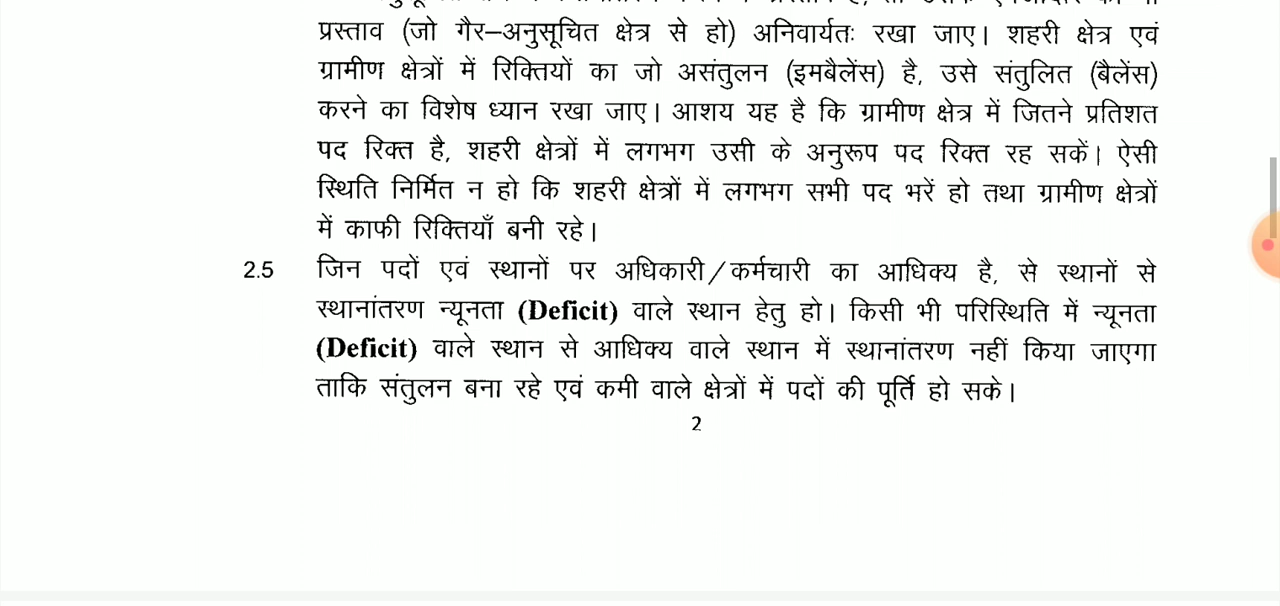 प्रस्ताव (जो गैर–अनुसूचित क्षेत्र से हो) अनिवार्यतः रखा जाए। शहरी क्षेत्र एवं
ग्रामीण क्षेत्रों में रिक्तियों का जो असंतुलन (इमबैलेंस) है, उसे संतुलित (बैलेंस)
करने का विशेष ध्यान रखा जाए। आशय यह है कि ग्रामीण क्षेत्र में जितने प्रतिशत
पद रिक्त है, शहरी क्षेत्रों में लगभग उसी के अनुरूप पद रिक्त रह सकें। ऐसी
स्थिति निर्मित न हो कि शहरी क्षेत्रों में लगभग सभी पद भरें हो तथा ग्रामीण क्षेत्रों
में काफी रिक्तियाँ बनी रहे।
2.5 जिन पदों एवं स्थानों पर अधिकारी/कर्मचारी का आधिक्य है, से स्थानों से
स्थानांतरण न्यूनता (Deficit) वाले स्थान हेतु हो। किसी भी परिस्थिति में न्यूनता
(Deficit) वाले स्थान से आधिक्य वाले स्थान में स्थानांतरण नहीं किया जाएगा
ताकि संतुलन बना रहे एवं कमी वाले क्षेत्रों में पदों की पूर्ति हो सके।
2